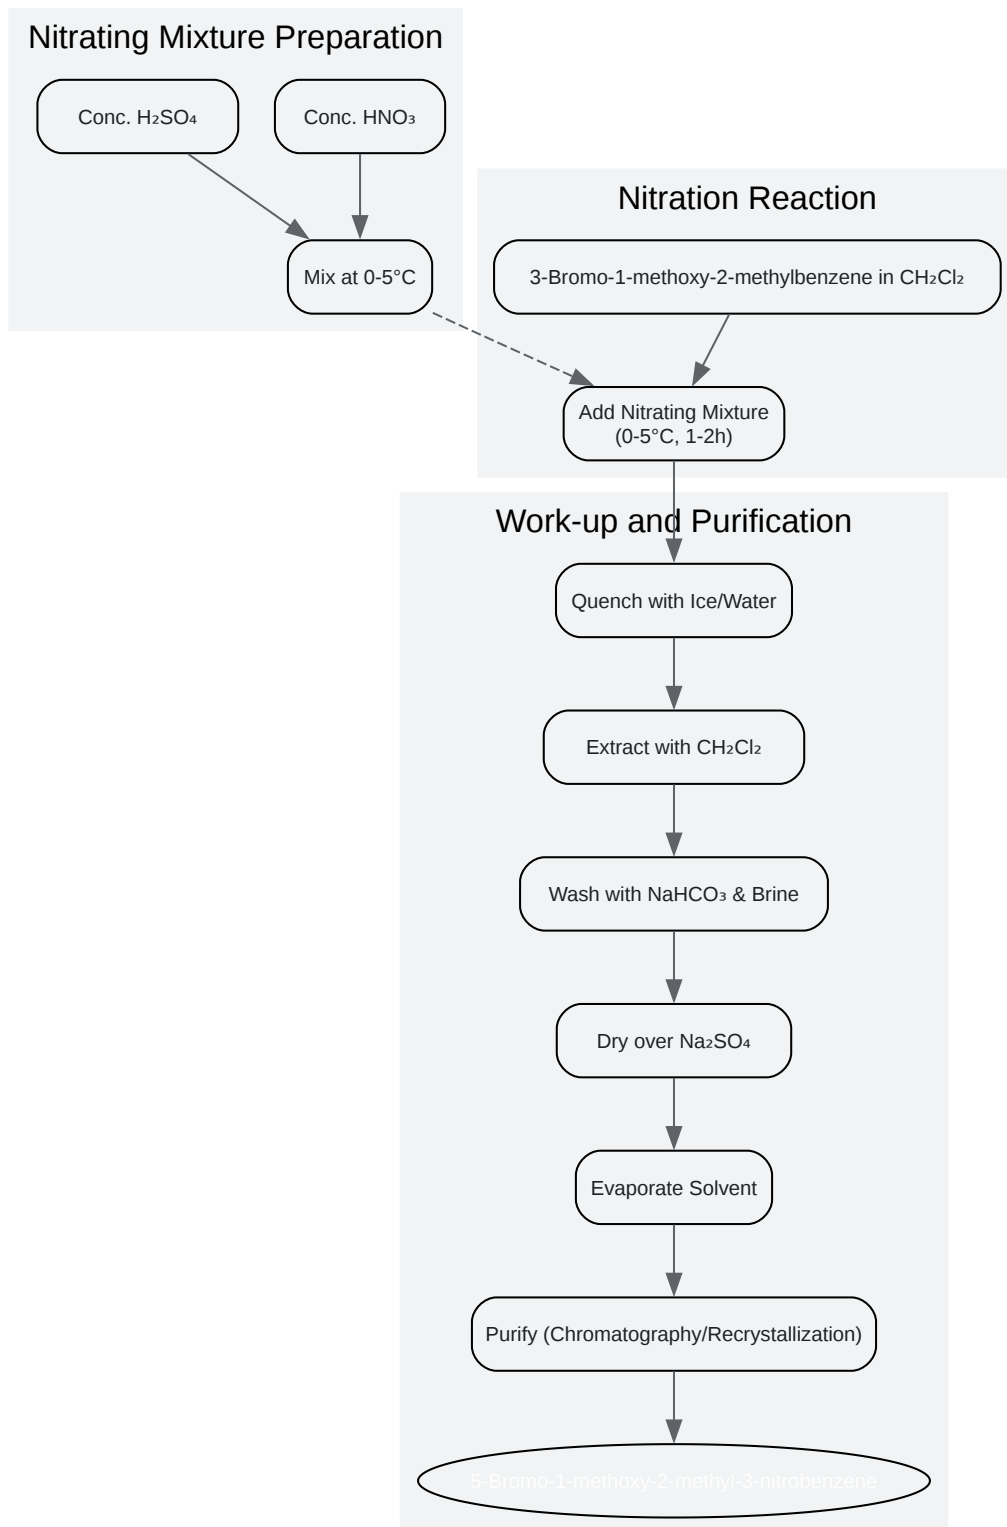 Nitrating Mixture Preparation
Conc. H₂SO₄
Conc. HNO₃
Mix at 0-5°C
Nitration Reaction
3-Bromo-1-methoxy-2-methylbenzene in CH₂Cl₂
Add Nitrating Mixture
(0-5°C, 1-2h)
Work-up and Purification
Quench with Ice/Water
Extract with CH₂Cl₂
Wash with NaHCO₃ & Brine
Dry over Na₂SO₄
Evaporate Solvent
Purify (Chromatography/Recrystallization)
5-Bromo-1-methoxy-2-methyl-3-nitrobenzene